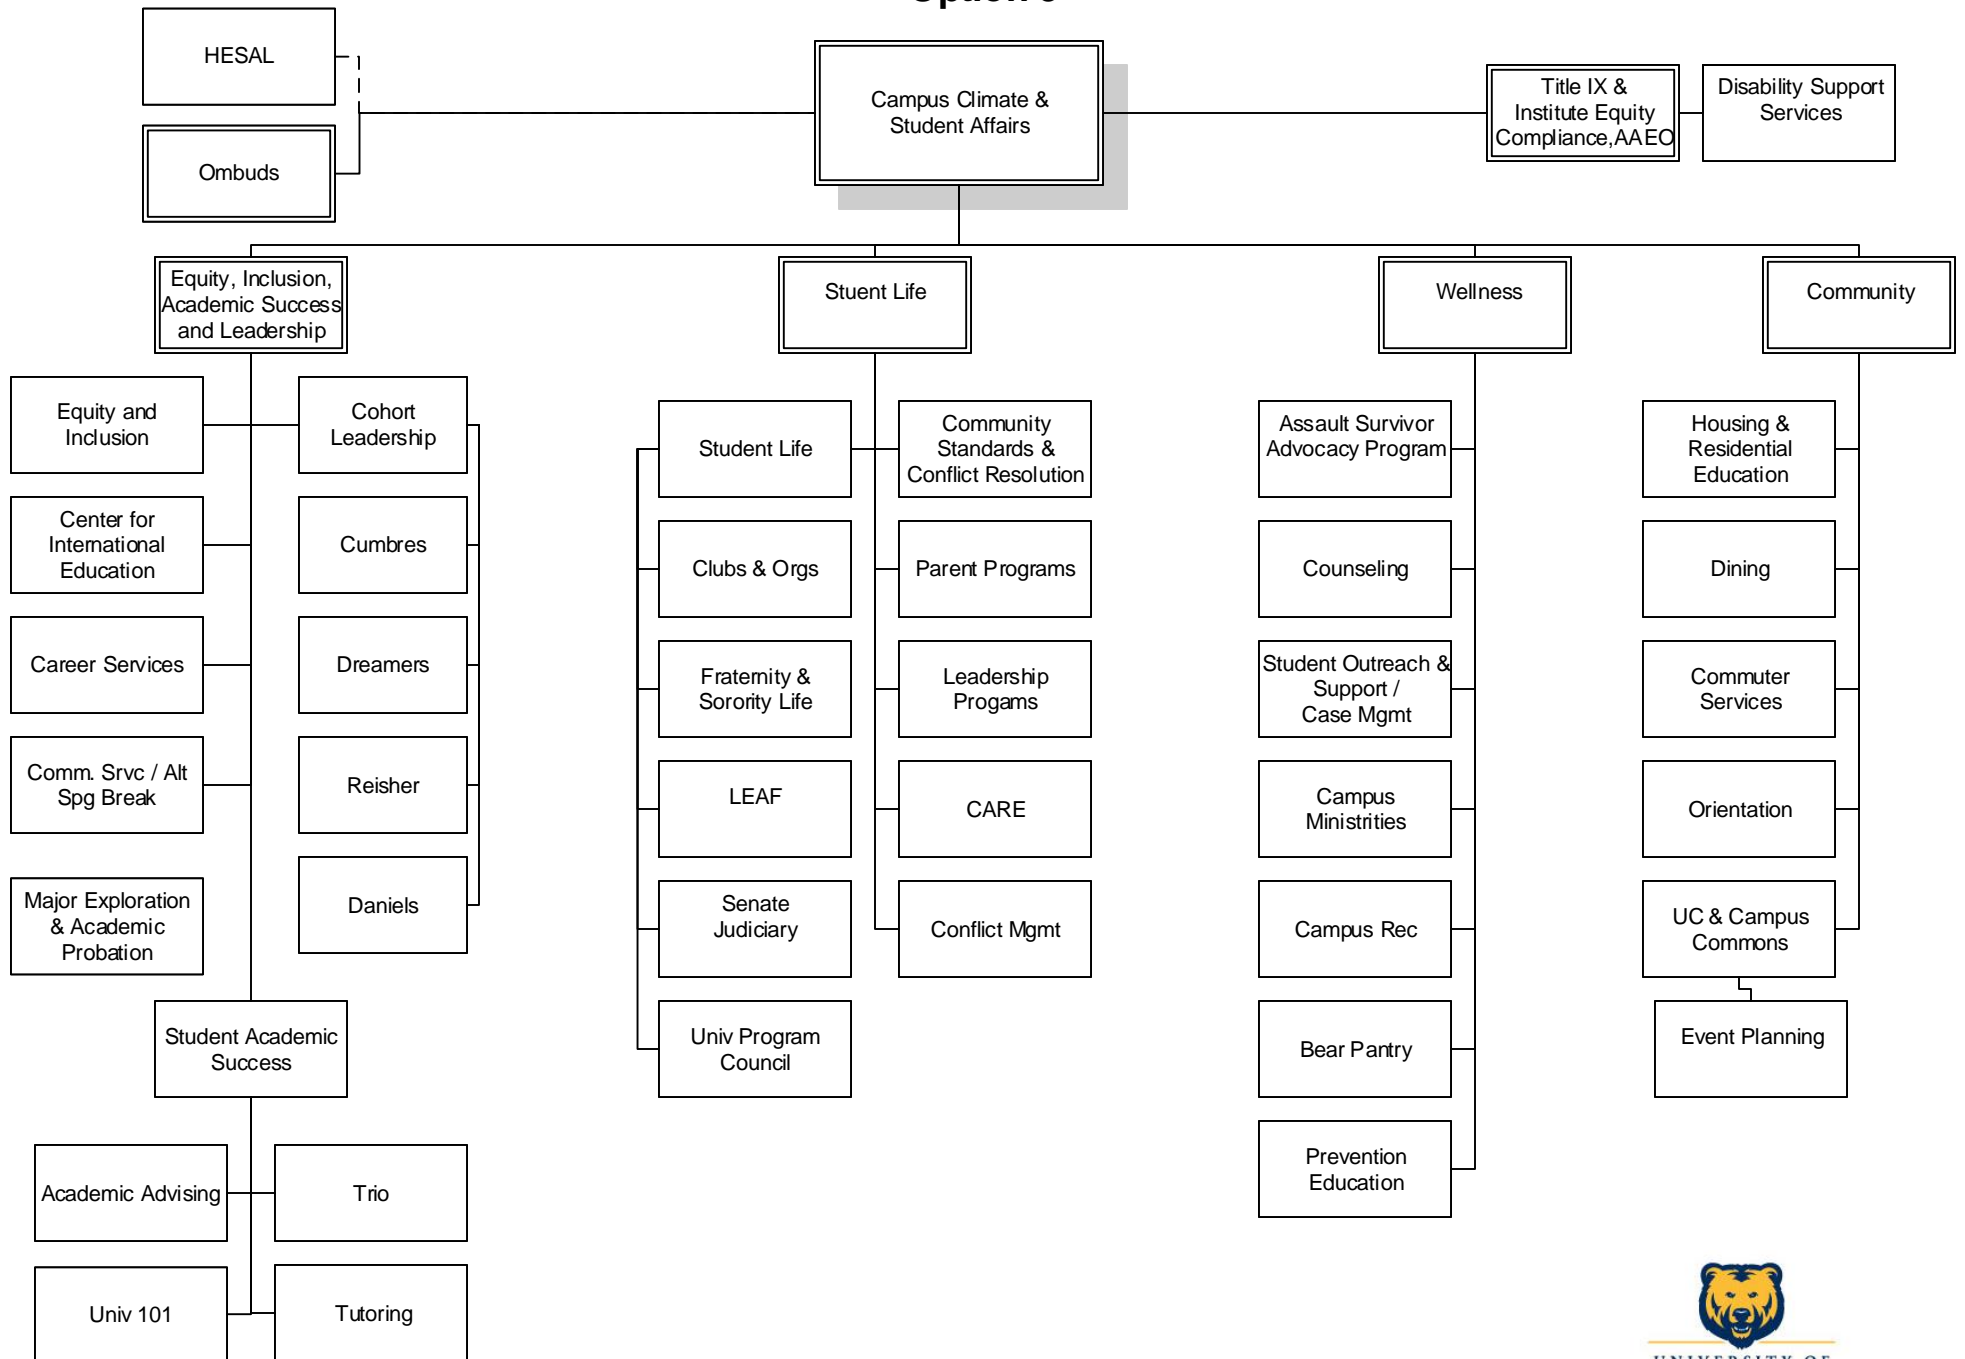 HESAL
Ombuds
Campus Climate &
Student Affairs
Title IX &
Institute Equity
Compliance,AAEO
Disability Support
Services
Equity, Inclusion,
Academic Success
and Leadership
Stuent Life
Wellness
Community
Equity and
Inclusion
Cohort
Leadership
Center for
International
Education
Cumbres
Career Services
Dreamers
Comm. Srvc / Alt
Spg Break
Reisher
Major Exploration
& Academic
Probation
Daniels
Student Academic
Success
Academic Advising
Trio
Univ 101
Tutoring
Student Life
Community
Standards &
Conflict Resolution
Clubs & Orgs
Parent Programs
Fraternity &
Sorority Life
Leadership
Progams
LEAF
CARE
Senate
Judiciary
Conflict Mgmt
Univ Program
Council
Assault Survivor
Advocacy Program
Counseling
Student Outreach &
Support /
Case Mgmt
Campus
Ministrities
Campus Rec
Bear Pantry
Prevention
Education
Housing &
Residential
Education
Dining
Commuter
Services
Orientation
UC & Campus
Commons
Event Planning
UNIVERSITY OF